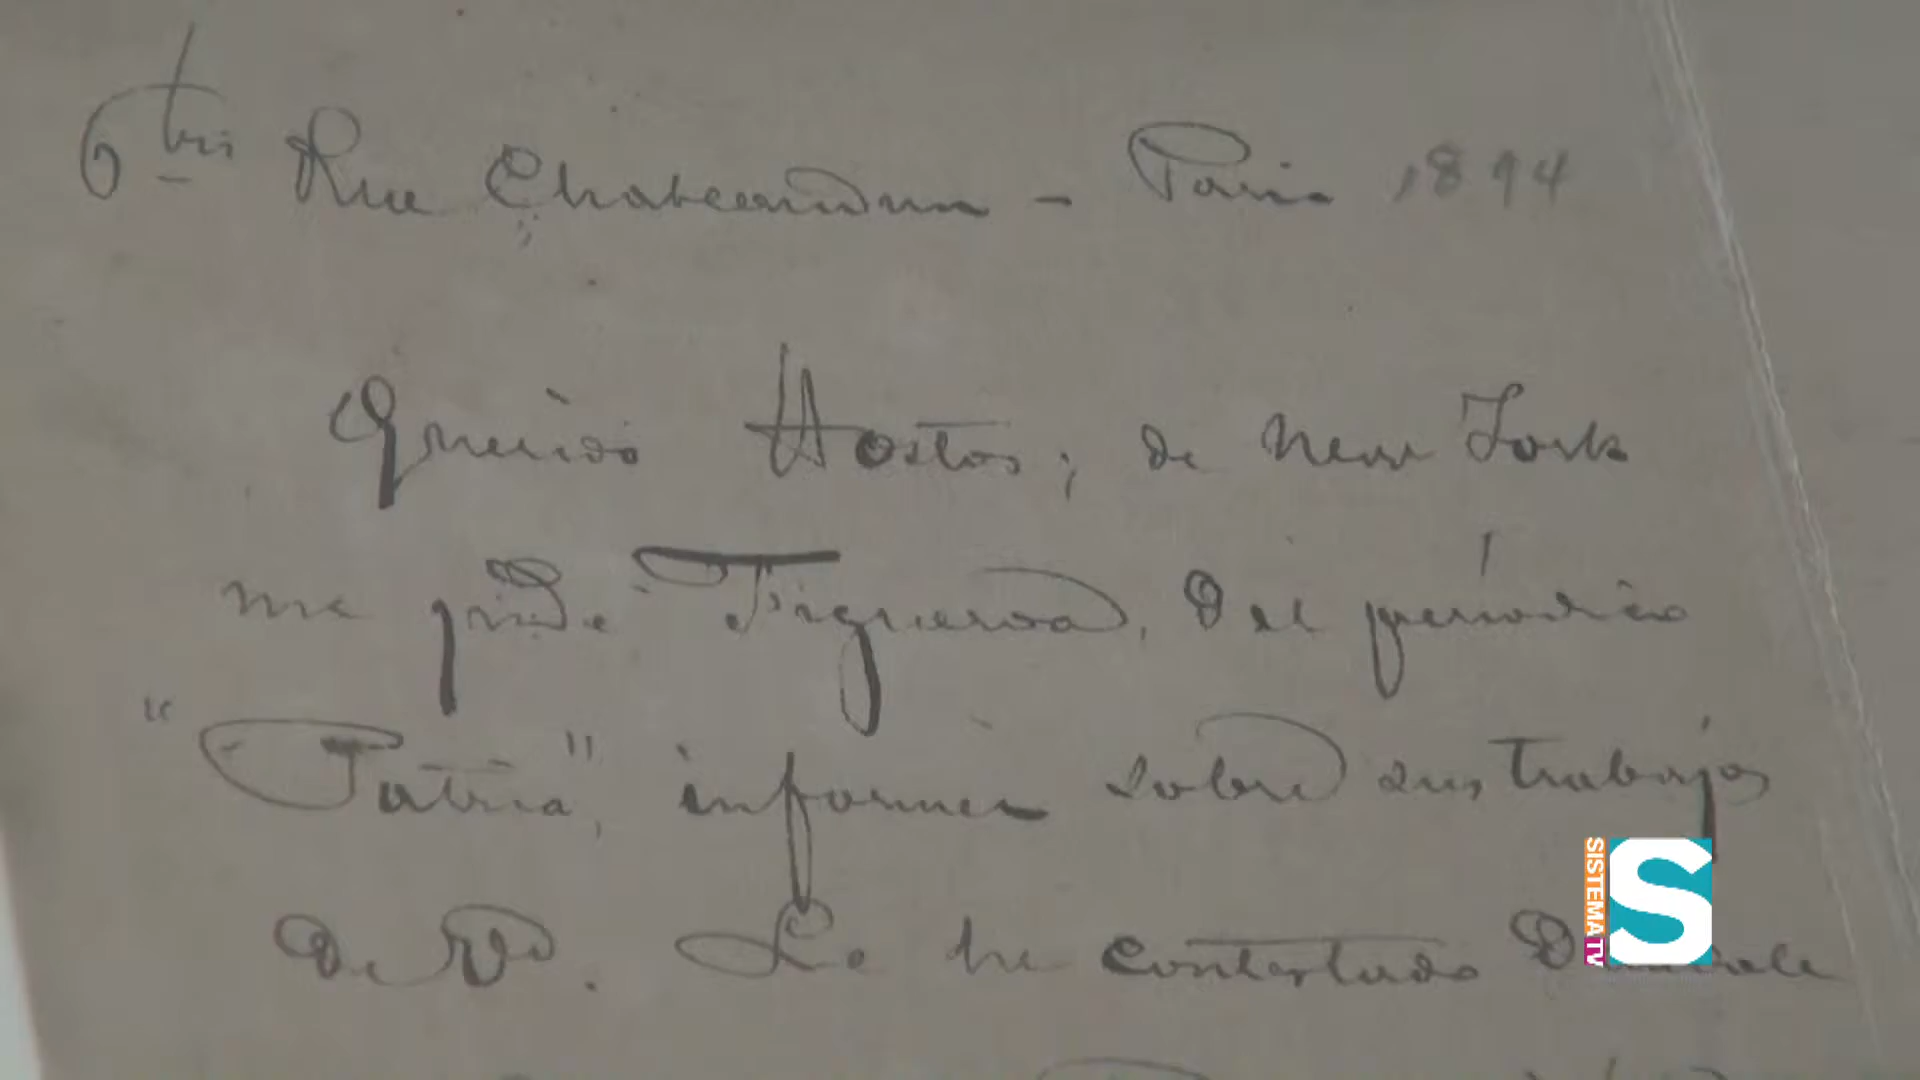 6 bis Rue Chateaudun - Paris 1894
Querido Hostos; de New York
me pide Figueroa, del periódico
"Patria", informes sobre sus trabajos
de Vd. Le he contestado
SISTEMA TV
S